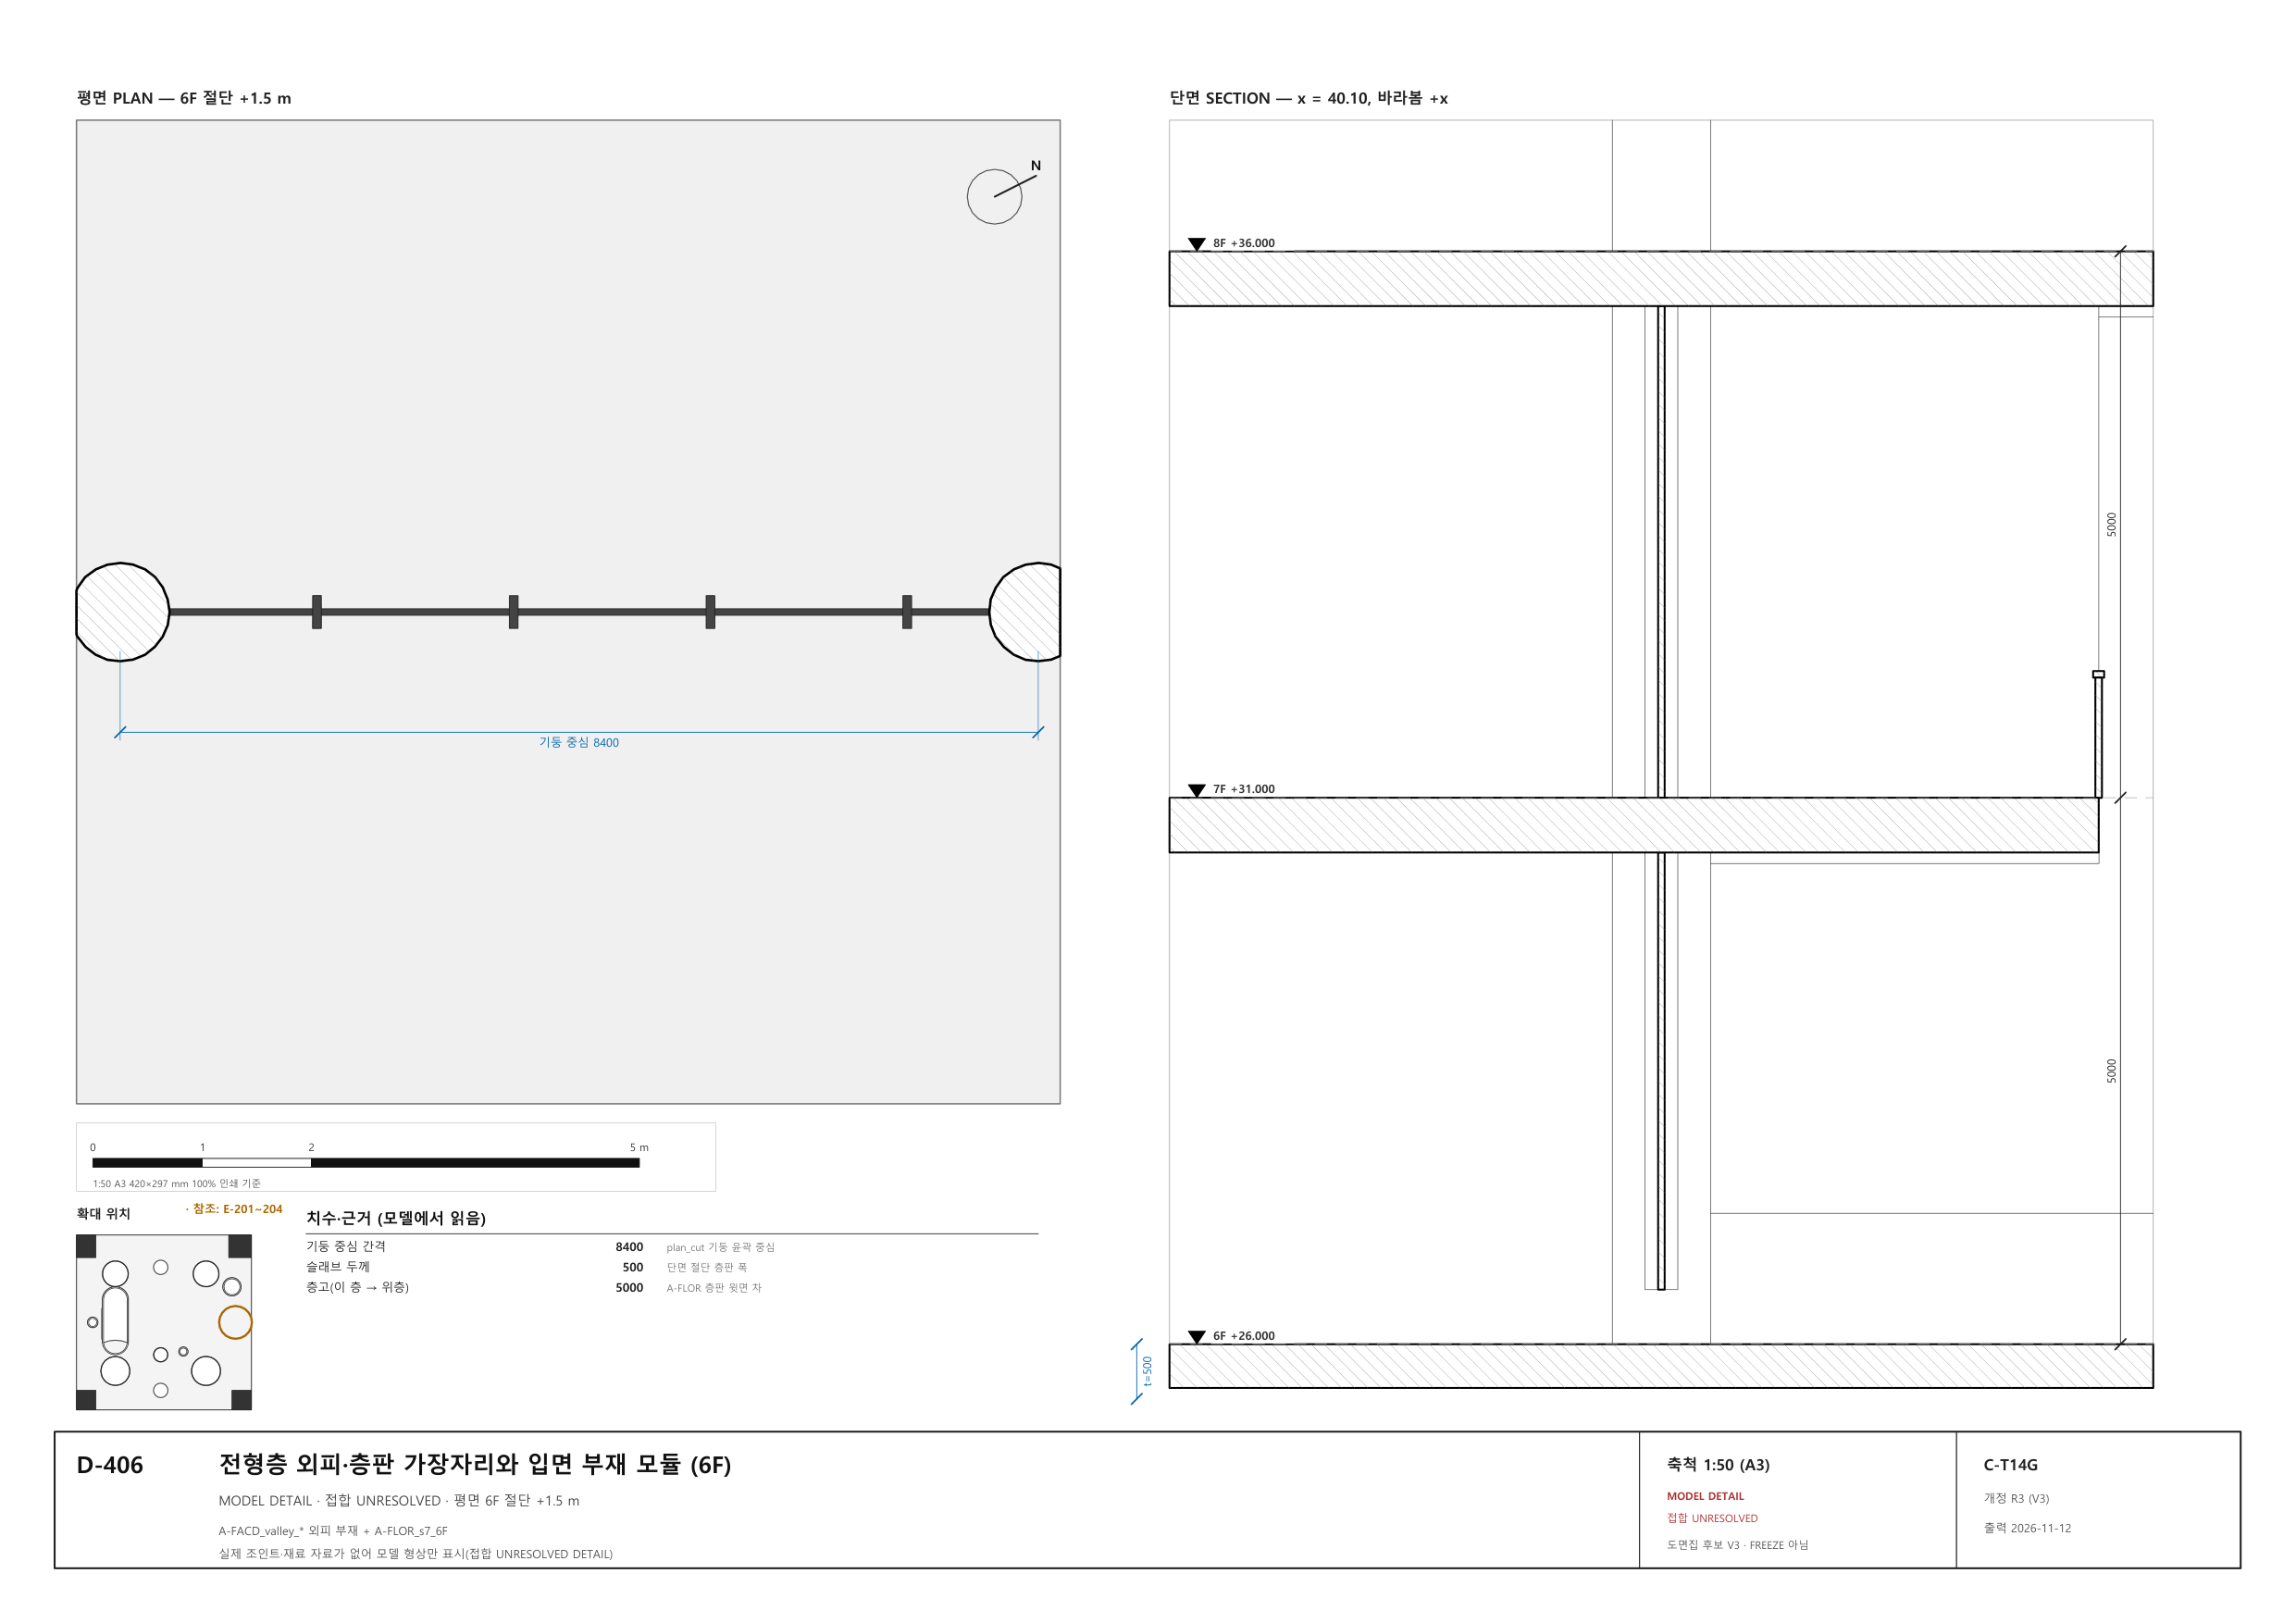 평면 PLAN — 6F 절단 +1.5 m
N
기둥 중심 8400
단면 SECTION — x = 40.10, 바라봄 +x
8F +36.000
5000
7F +31.000
5000
6F +26.000
t=500
0 1 2 5 m
1:50 A3 420×297 mm 100% 인쇄 기준
확대 위치 · 참조: E-201~204
치수·근거 (모델에서 읽음)
기둥 중심 간격 8400 plan_cut 기둥 윤곽 중심
슬래브 두께 500 단면 절단 층판 폭
층고(이 층 → 위층) 5000 A-FLOR 층판 윗면 차
D-406
전형층 외피·층판 가장자리와 입면 부재 모듈 (6F)
MODEL DETAIL · 접합 UNRESOLVED · 평면 6F 절단 +1.5 m
A-FACD_valley_* 외피 부재 + A-FLOR_s7_6F
실제 조인트·재료 자료가 없어 모델 형상만 표시(접합 UNRESOLVED DETAIL)
축척 1:50 (A3)
MODEL DETAIL
접합 UNRESOLVED
도면집 후보 V3 · FREEZE 아님
C-T14G
개정 R3 (V3)
출력 2026-11-12